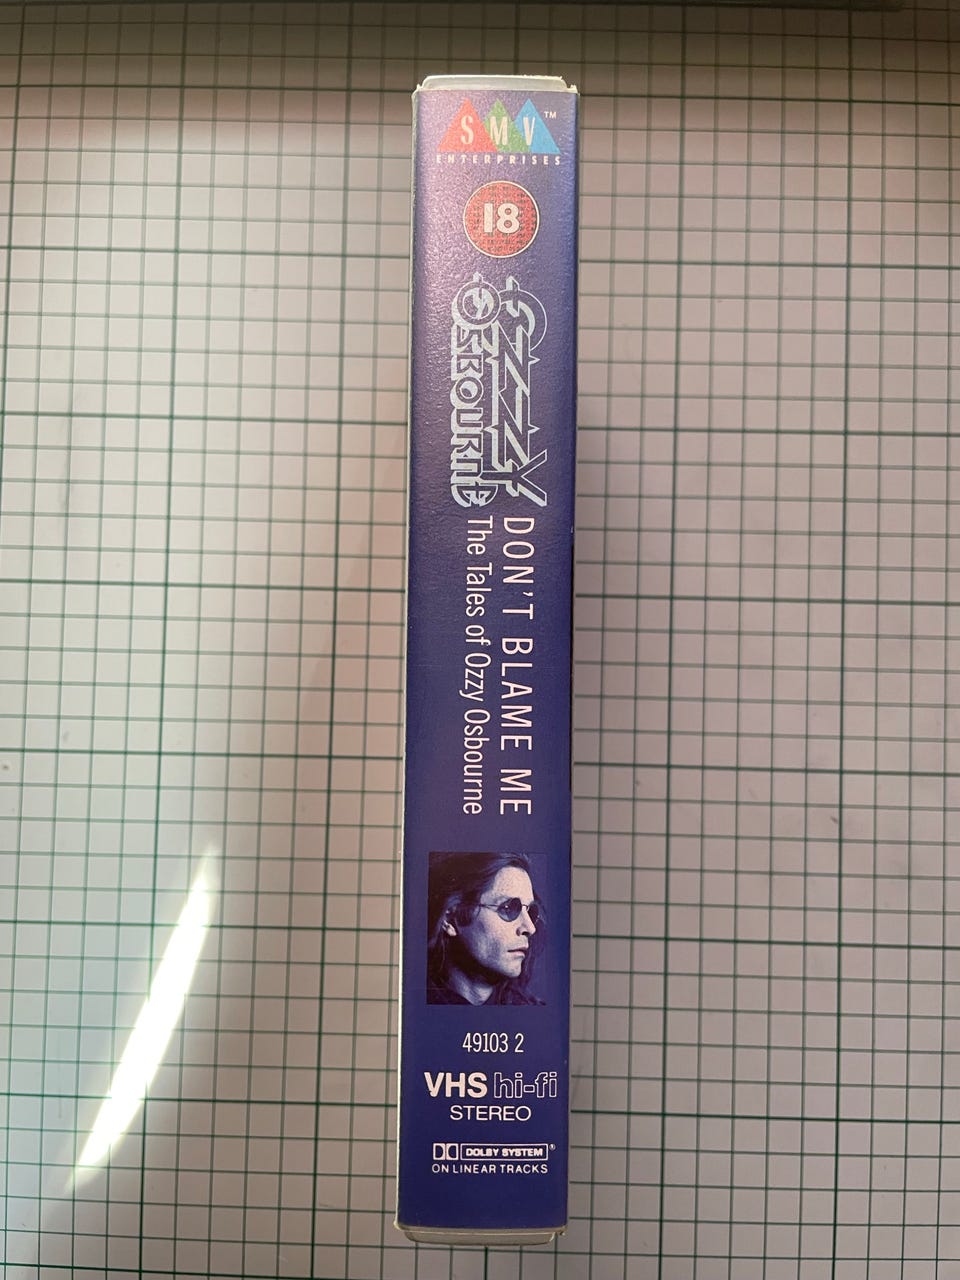 SMV™
ENTERPRISES
18
OZZY
OSBOURNE
DON'T BLAME ME
The Tales of Ozzy Osbourne
49103 2
VHS hi-fi
STEREO
DOLBY SYSTEM®
ON LINEAR TRACKS